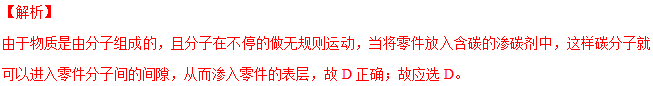 【解析】
由于物质是由分子组成的，且分子在不停的做无规则运动，当将零件放入含碳的渗碳剂中，这样碳分子就
可以进入零件分子间的间隙，从而渗入零件的表层，故 D 正确；故应选 D。